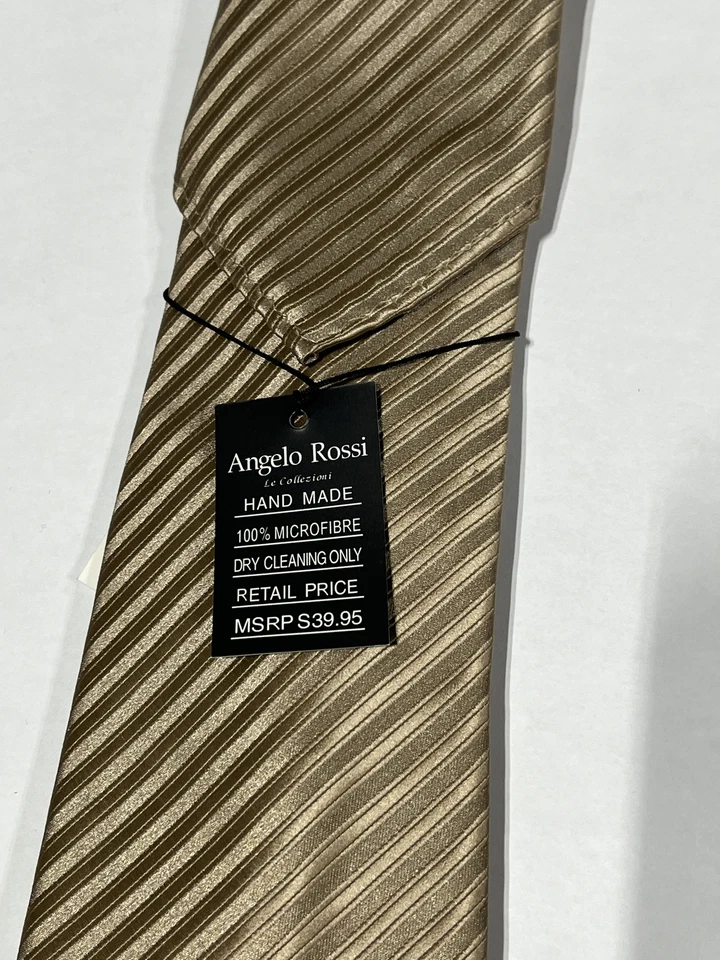 Angelo Rossi
Le Collezioni
HAND MADE
100% MICROFIBRE
DRY CLEANING ONLY
RETAIL PRICE
MSRP S39.95